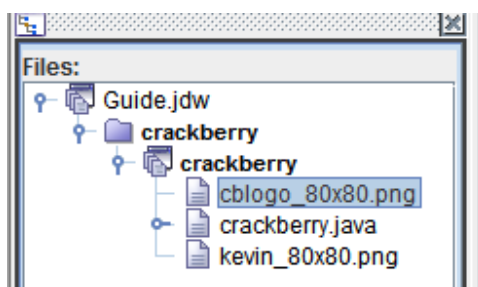 Files:
Guide.jdw
crackberry
crackberry
cblogo_80x80.png
crackberry.java
kevin_80x80.png